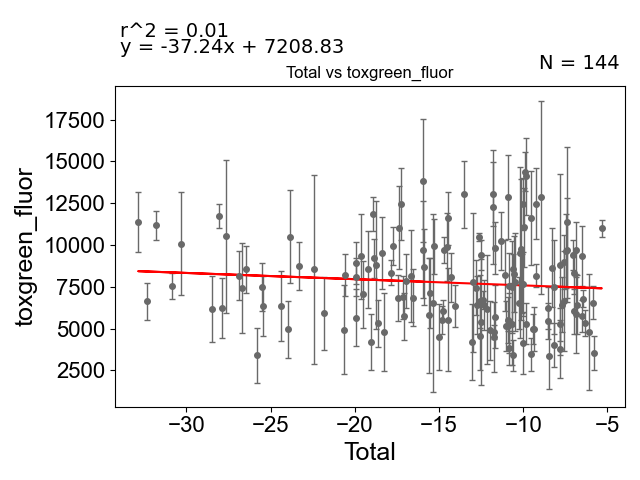 r^2 = 0.01
y = -37.24x + 7208.83
N = 144
Total vs toxgreen_fluor
17500
15000
12500
10000
7500
5000
2500
toxgreen_fluor
−30
−25
−20
−15
−10
−5
Total